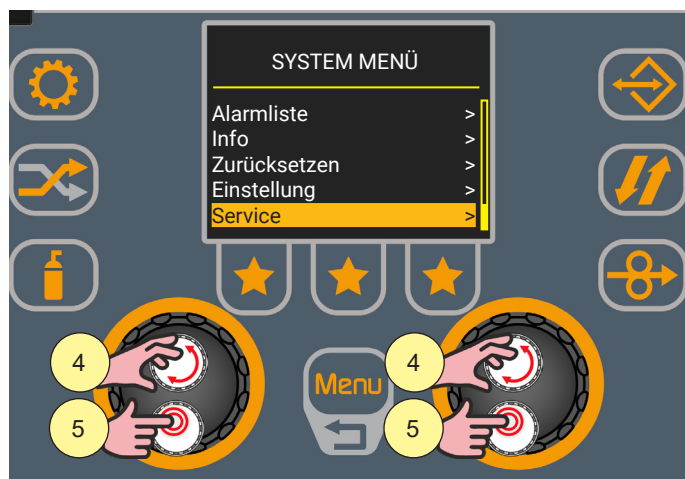 SYSTEM MENÜ
Alarmliste >
Info >
Zurücksetzen >
Einstellung >
Service >
4
4
Menu
5
5